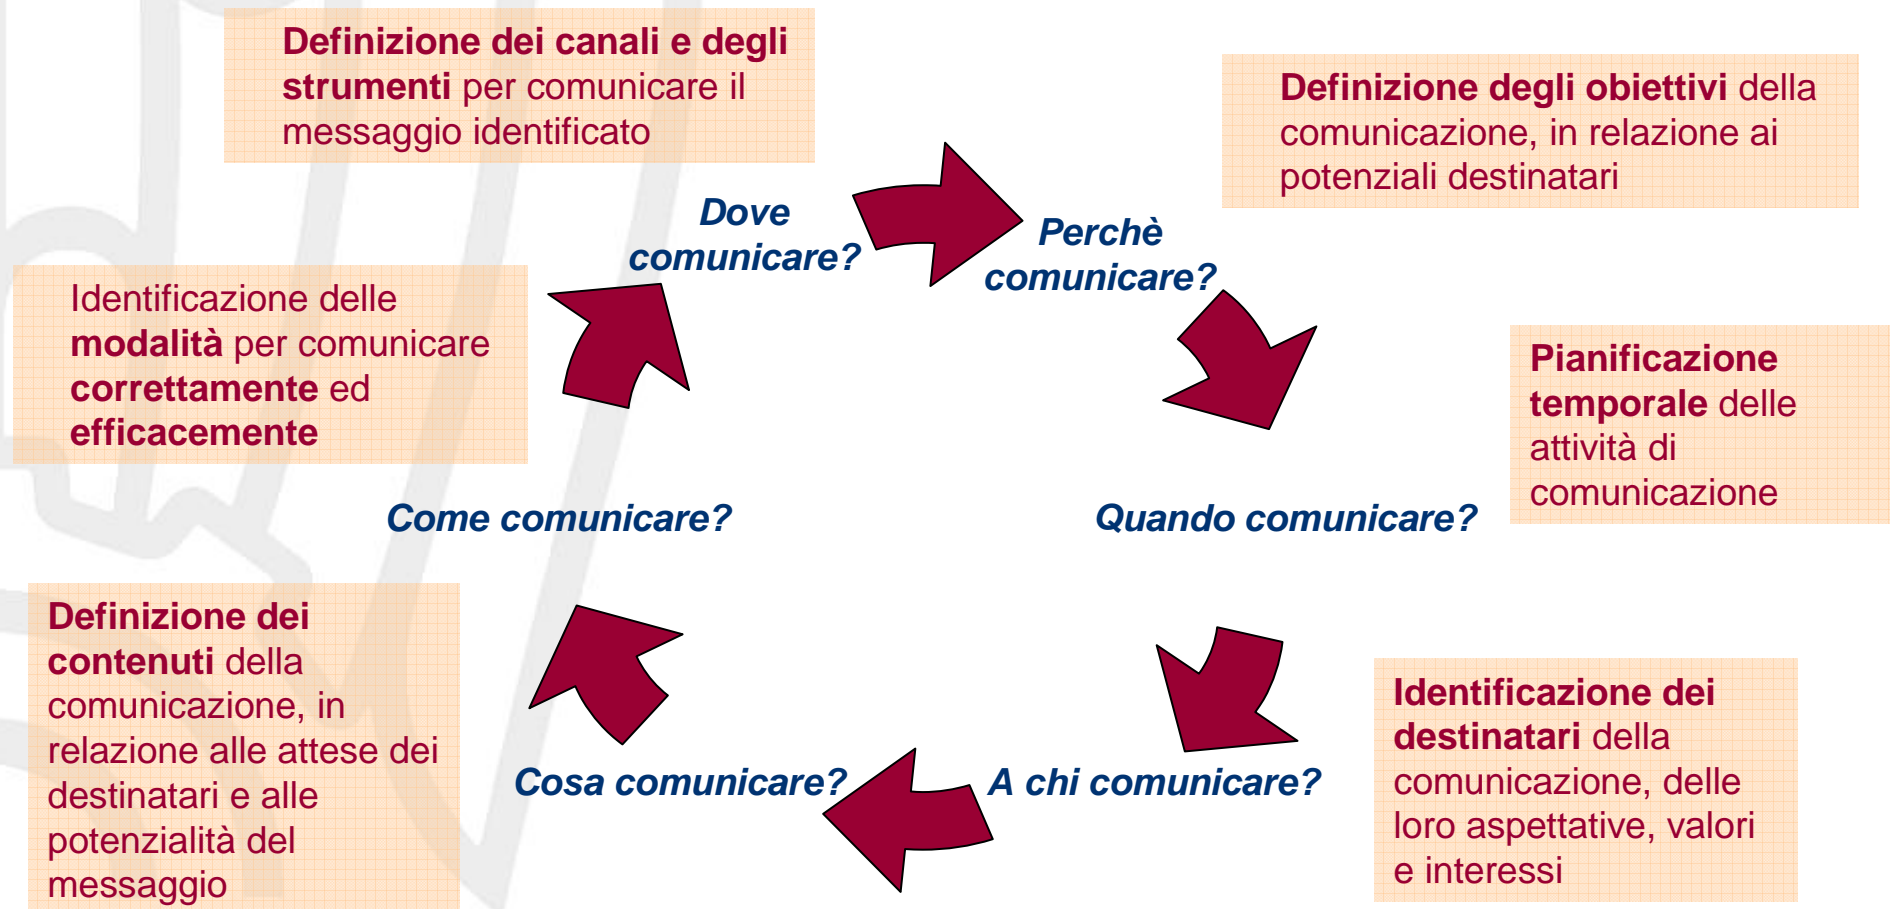 Definizione dei canali e degli
strumenti per comunicare il
messaggio identificato
Definizione degli obiettivi della
comunicazione, in relazione ai
potenziali destinatari
Dove
comunicare?
Perchè
comunicare?
Identificazione delle
modalità per comunicare
correttamente ed
efficacemente
Pianificazione
temporale delle
attività di
comunicazione
Come comunicare?
Quando comunicare?
Definizione dei
contenuti della
comunicazione, in
relazione alle attese dei
destinatari e alle
potenzialità del
messaggio
Cosa comunicare?
A chi comunicare?
Identificazione dei
destinatari della
comunicazione, delle
loro aspettative, valori
e interessi